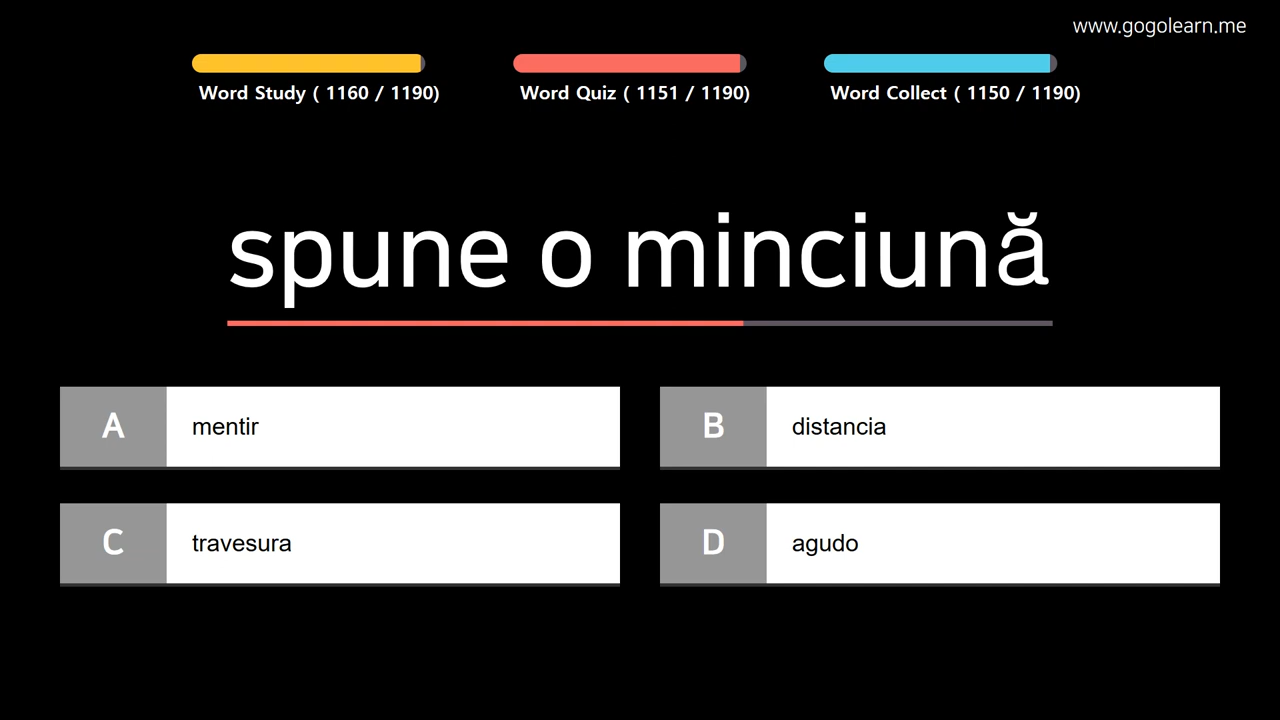 www.gogolearn.me
Word Study ( 1160 / 1190)
Word Quiz ( 1151 / 1190)
Word Collect ( 1150 / 1190)
spune o minciună
A mentir
B distancia
C travesura
D agudo